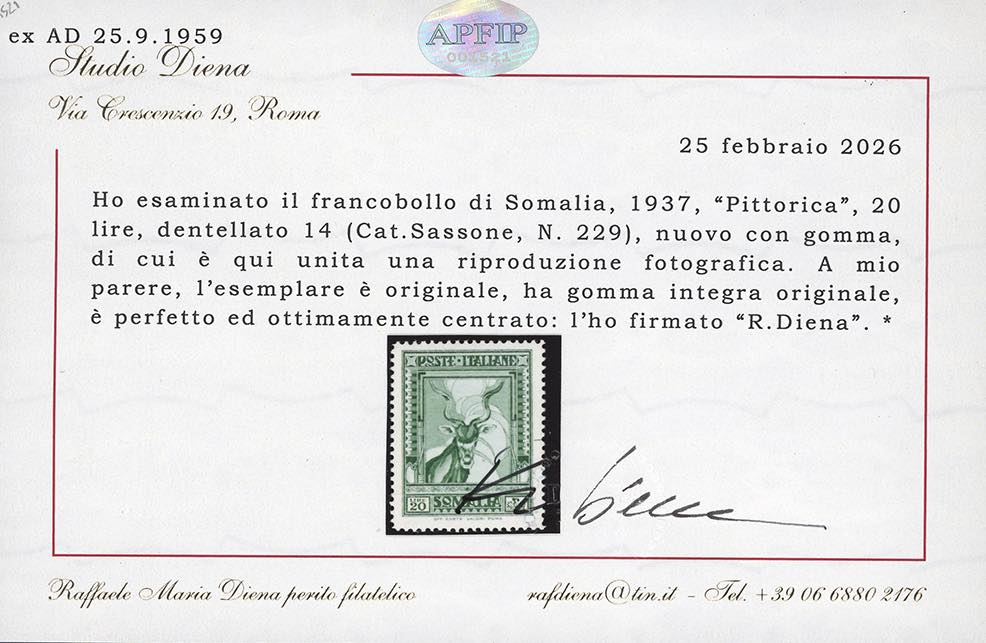 ex AD 25.9.1959
APFIP
001521
Studio Diena
Via Crescenzio 19, Roma
25 febbraio 2026
Ho esaminato il francobollo di Somalia, 1937, “Pittorica”, 20
lire, dentellato 14 (Cat.Sassone, N. 229), nuovo con gomma,
di cui è qui unita una riproduzione fotografica. A mio
parere, l’esemplare è originale, ha gomma integra originale,
è perfetto ed ottimamente centrato: l’ho firmato “R.Diena”. *
POSTE·ITALIANE
LIRE
20 SOMALIA
Diena
Raffaele Maria Diena perito filatelico
rafdiena@tin.it - Tel. +39 06 6880 2176